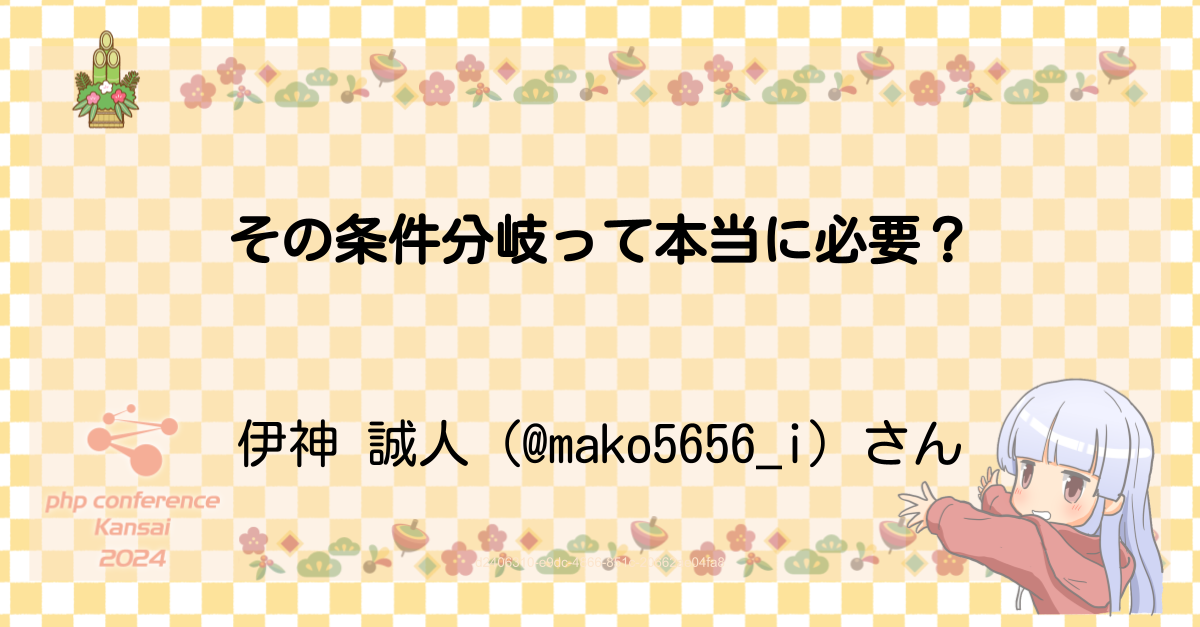 その条件分岐って本当に必要？
伊神 誠人（@mako5656_i）さん
php conference
Kansai
2024